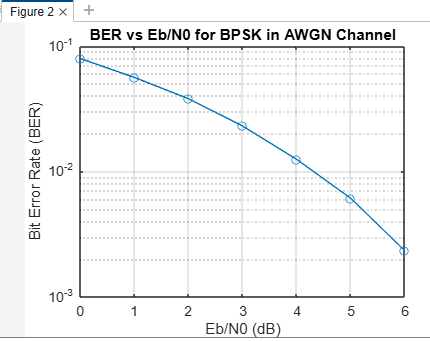 Figure 2 × +
BER vs Eb/N0 for BPSK in AWGN Channel
10-1
10-2
10-3
Bit Error Rate (BER)
0 1 2 3 4 5 6
Eb/N0 (dB)